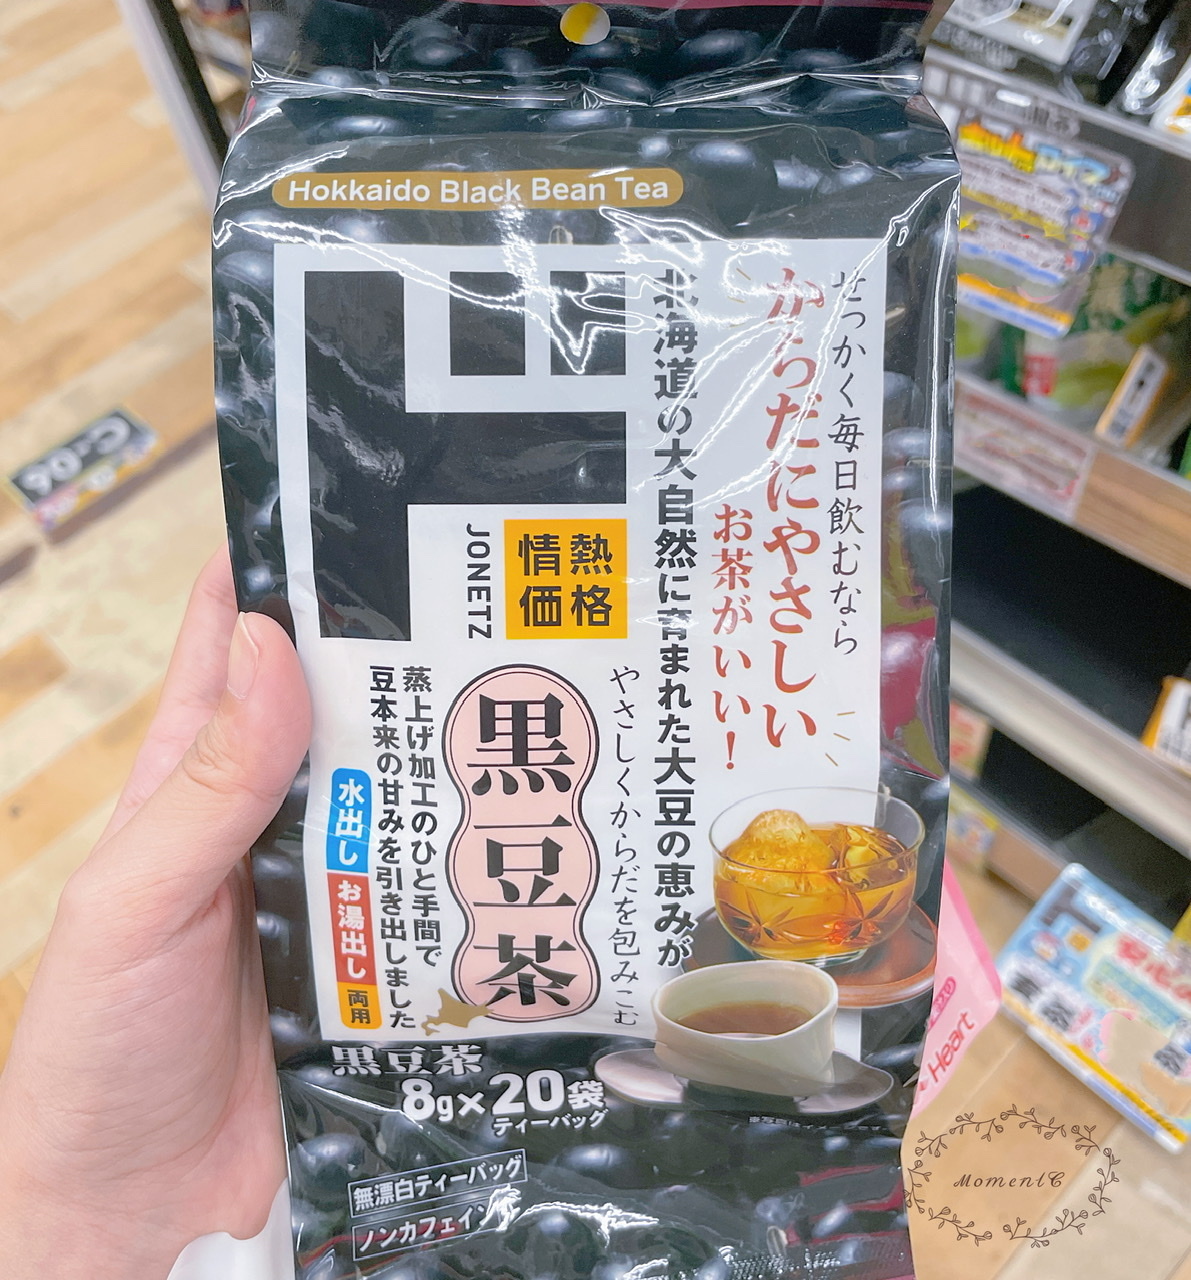 Hokkaido Black Bean Tea
せっかく毎日飲むなら
からだにやさしい
お茶がいい!
北海道の大自然に育まれた大豆の恵みが
やさしくからだを包みこむ
ド
JONETZ
情熱
価格
黒豆茶
蒸上げ加工のひと手間で
豆本来の甘みを引き出しました
水出し
お湯出し
両用
黒豆茶
8g×20袋
ティーバッグ
無漂白ティーバッグ
ノンカフェイン
90-C
Heart
MomentC